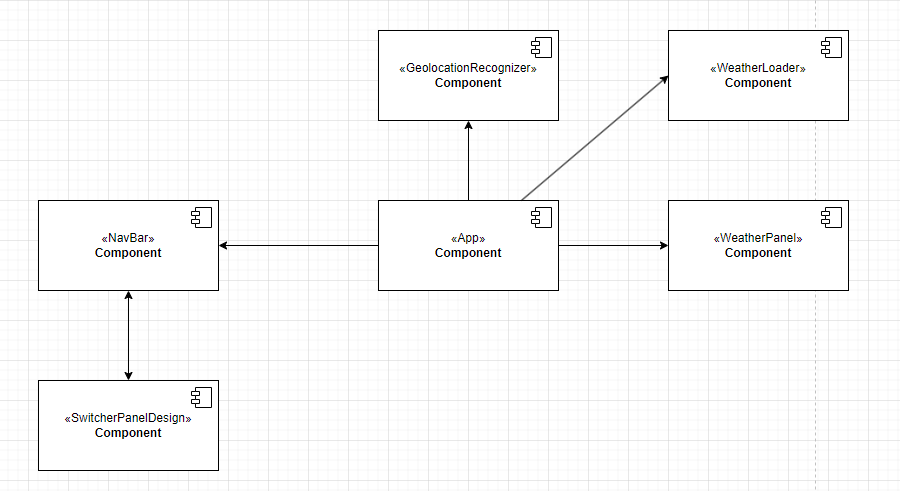 «GeolocationRecognizer»
Component
«WeatherLoader»
Component
«NavBar»
Component
«App»
Component
«WeatherPanel»
Component
«SwitcherPanelDesign»
Component